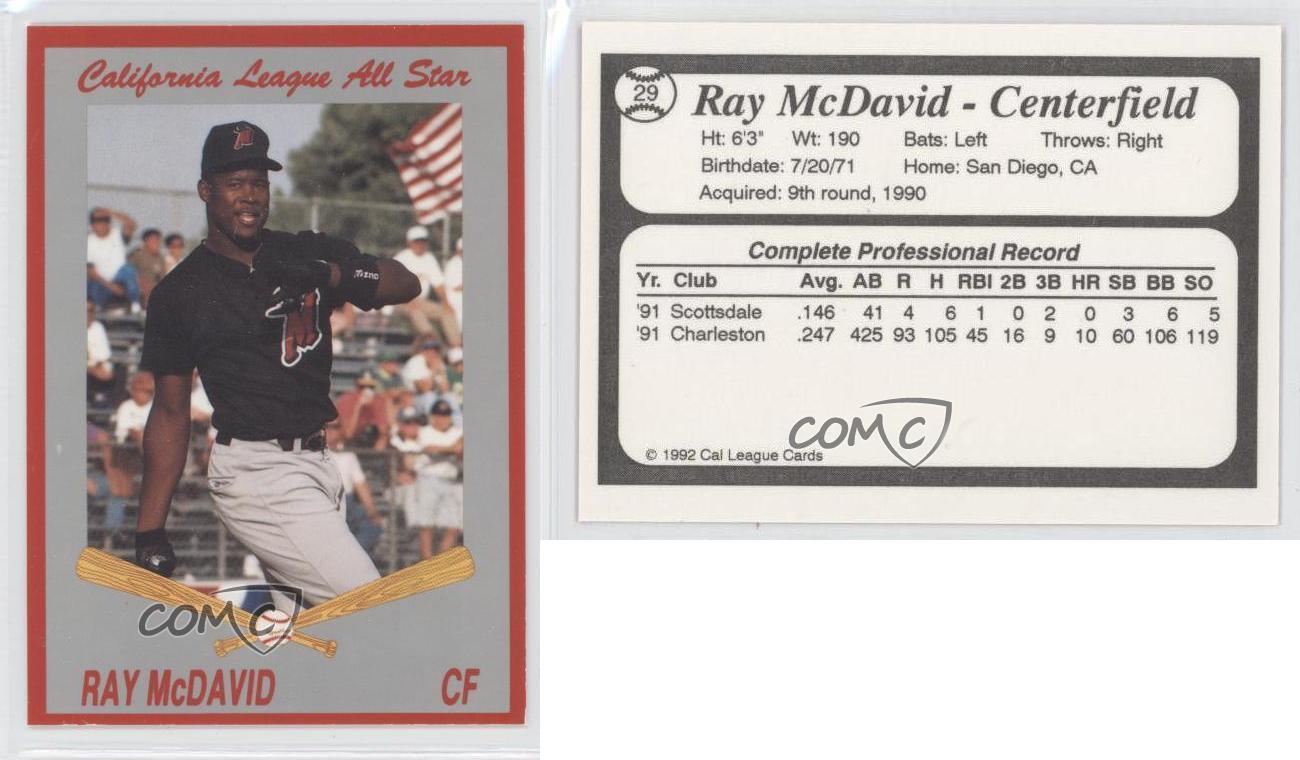 California League All Star
MIZUNO
COMC
RAY McDAVID CF
29
Ray McDavid - Centerfield
Ht: 6'3" Wt: 190 Bats: Left Throws: Right
Birthdate: 7/20/71 Home: San Diego, CA
Acquired: 9th round, 1990
Complete Professional Record
Yr. Club Avg. AB R H RBI 2B 3B HR SB BB SO
'91 Scottsdale .146 41 4 6 1 0 2 0 3 6 5
'91 Charleston .247 425 93 105 45 16 9 10 60 106 119
COMC
© 1992 Cal League Cards